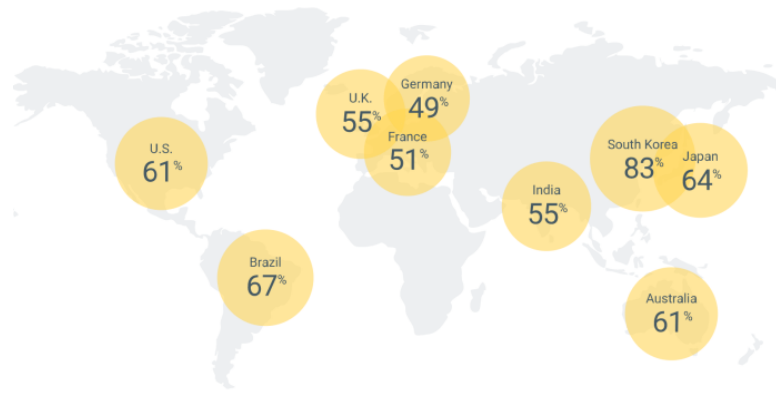 U.S.
61%
Brazil
67%
U.K.
55%
Germany
49%
France
51%
India
55%
South Korea
83%
Japan
64%
Australia
61%